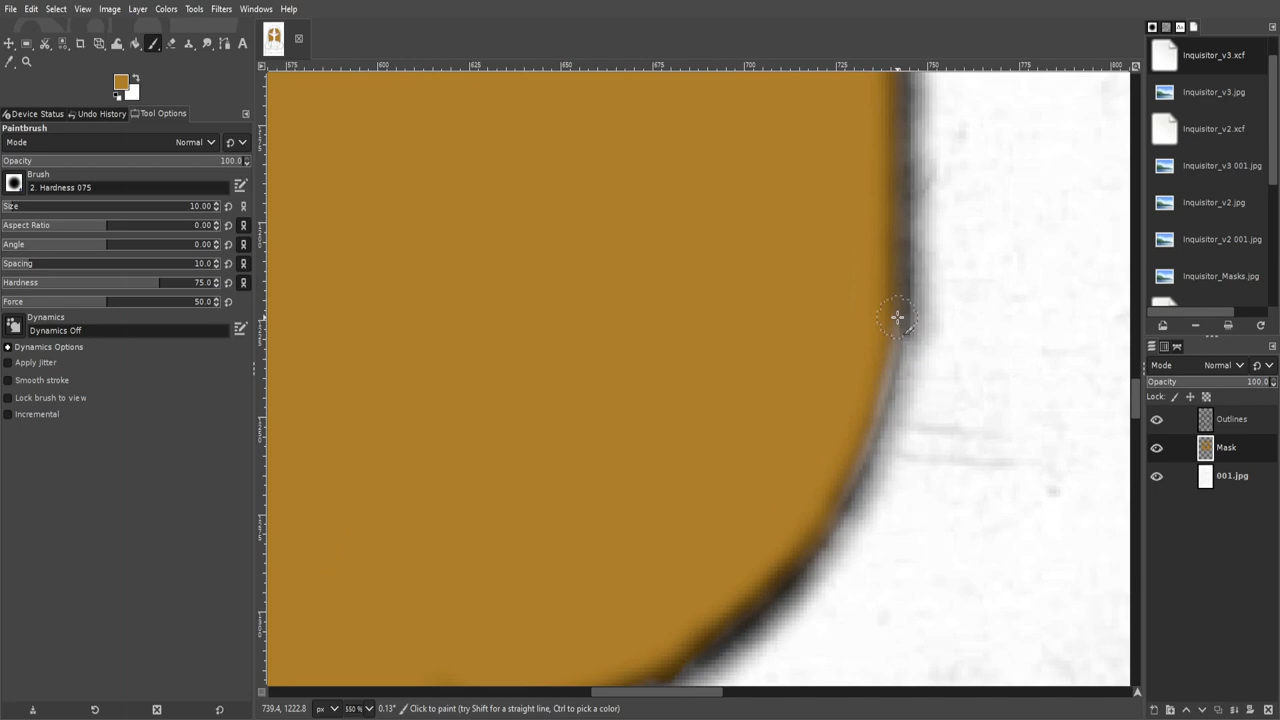 File Edit Select View Image Layer Colors Tools Filters Windows Help
575 600 625 650 675 700 725 750 775 800
Device Status Undo History Tool Options
Paintbrush
Mode Normal
Opacity 100.0
Brush
2. Hardness 075
Size 10.00
Aspect Ratio 0.00
Angle 0.00
Spacing 10.0
Hardness 75.0
Force 50.0
Dynamics
Dynamics Off
Dynamics Options
Apply Jitter
Smooth stroke
Lock brush to view
Incremental
739.4, 1222.8 px 550 % 0.13° Click to paint (try Shift for a straight line, Ctrl to pick a color)
Inquisitor_v3.xcf
Inquisitor_v3.jpg
Inquisitor_v2.xcf
Inquisitor_v3 001.jpg
Inquisitor_v2.jpg
Inquisitor_v2 001.jpg
Inquisitor_Masks.jpg
Mode Normal
Opacity 100.0
Lock:
Outlines
Mask
001.jpg